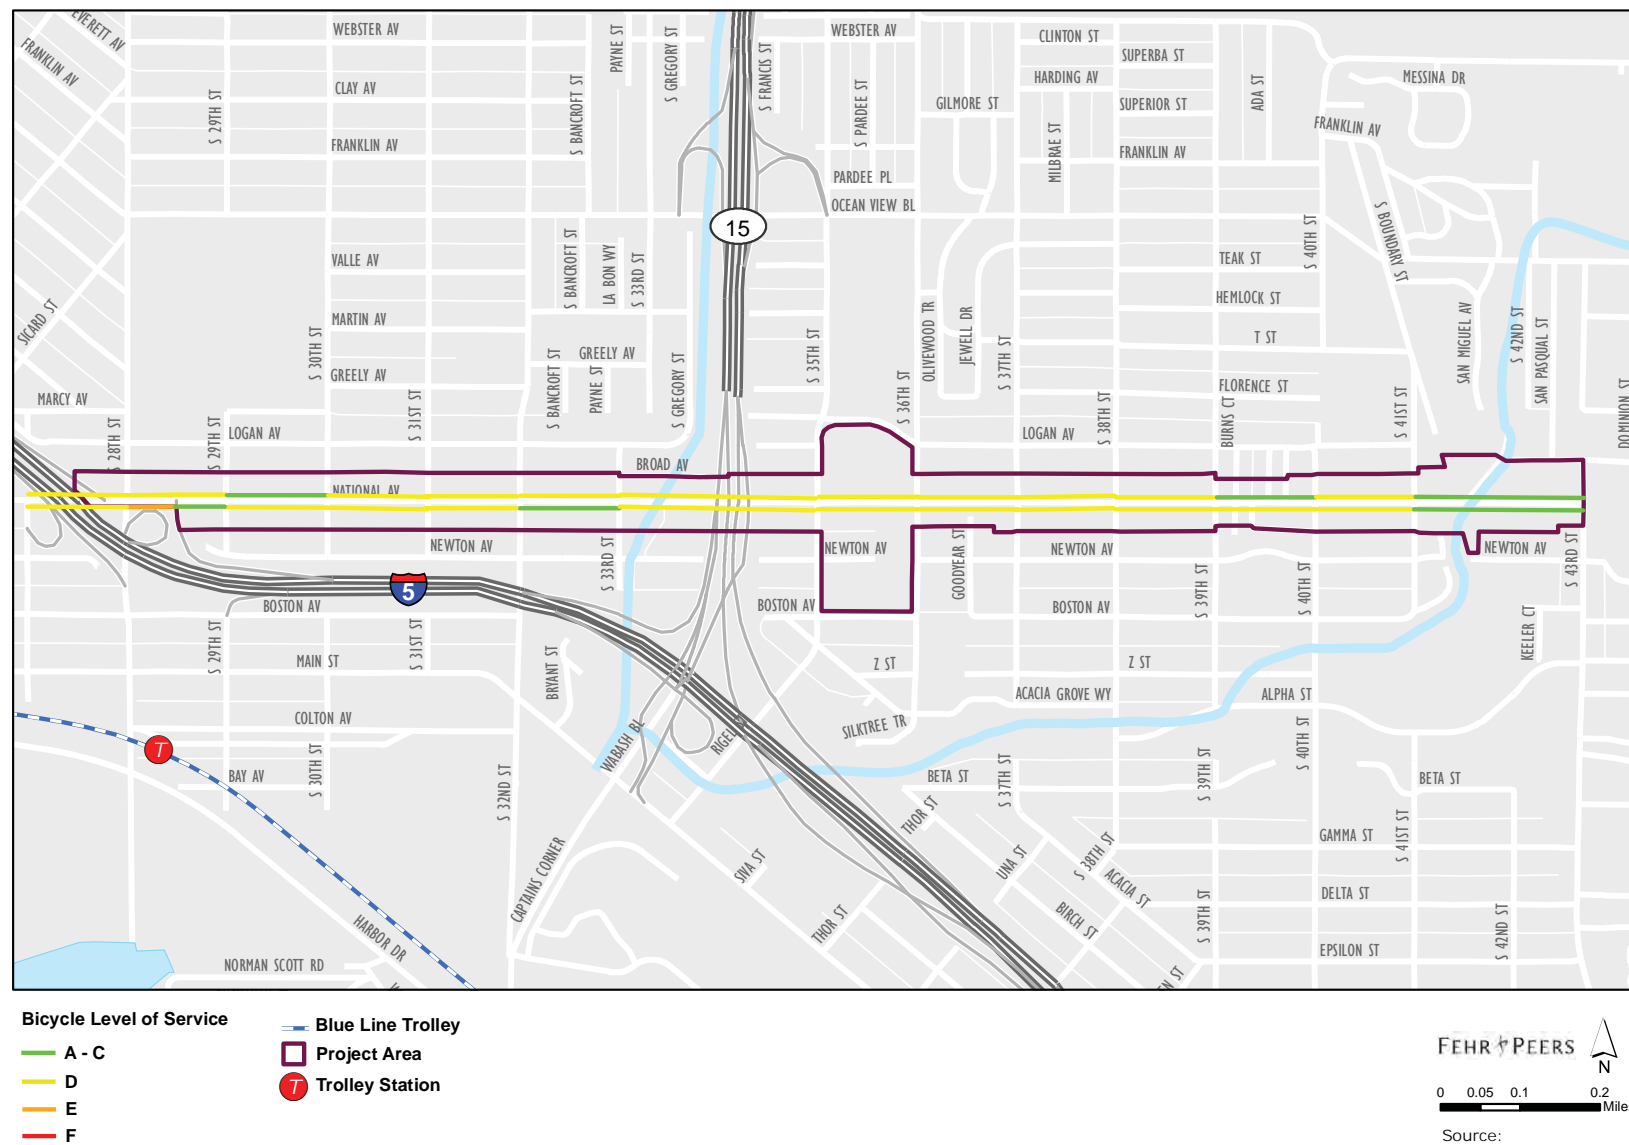 EVERETT AV
WEBSTER AV
PAYNE ST
S GREGORY ST
S FRANCIS ST
WEBSTER AV
CLINTON ST
SUPERBA ST
FRANKLIN AV
CLAY AV
S 29TH ST
S BANCROFT ST
S PARDEE ST
GILMORE ST
HARDING AV
SUPERIOR ST
ADA ST
MESSINA DR
FRANKLIN AV
MILBRAE ST
FRANKLIN AV
FRANKLIN AV
PARDEE PL
OCEAN VIEW BL
15
S BOUNDARY ST
S 40TH ST
VALLE AV
S BANCROFT ST
LA BON WY
S 33RD ST
TEAK ST
HEMLOCK ST
SICARD ST
MARTIN AV
S 30TH ST
GREELY AV
GREELY AV
S 35TH ST
OLIVEWOOD TR
JEWELL DR
S 37TH ST
T ST
SAN MIGUEL AV
S 42ND ST
SAN PASQUAL ST
FLORENCE ST
MARCY AV
S 28TH ST
S 29TH ST
LOGAN AV
S 31ST ST
S BANCROFT ST
PAYNE ST
S GREGORY ST
S 36TH ST
LOGAN AV
S 38TH ST
BURNS CT
S 41ST ST
DOMINION ST
BROAD AV
NATIONAL AV
NEWTON AV
S 33RD ST
NEWTON AV
GOODYEAR ST
NEWTON AV
S 39TH ST
S 40TH ST
NEWTON AV
S 43RD ST
5
BOSTON AV
BOSTON AV
BOSTON AV
S 29TH ST
MAIN ST
S 31ST ST
BRYANT ST
Z ST
Z ST
KEELER CT
COLTON AV
ACACIA GROVE WY
ALPHA ST
SILKTREE TR
WABASH BL
T
BAY AV
S 30TH ST
S 32ND ST
BETA ST
S 37TH ST
S 39TH ST
S 40TH ST
BETA ST
THOR ST
CAPTAINS CORNER
SIVA ST
UNA ST
S 38TH ST
GAMMA ST
S 41ST ST
ACACIA ST
DELTA ST
HARBOR DR
THOR ST
BIRCH ST
S 39TH ST
S 42ND ST
NORMAN SCOTT RD
EPSILON ST
Bicycle Level of Service
A - C
D
E
F
Blue Line Trolley
Project Area
T
Trolley Station
FEHR PEERS
N
0 0.05 0.1 0.2
Miles
Source: